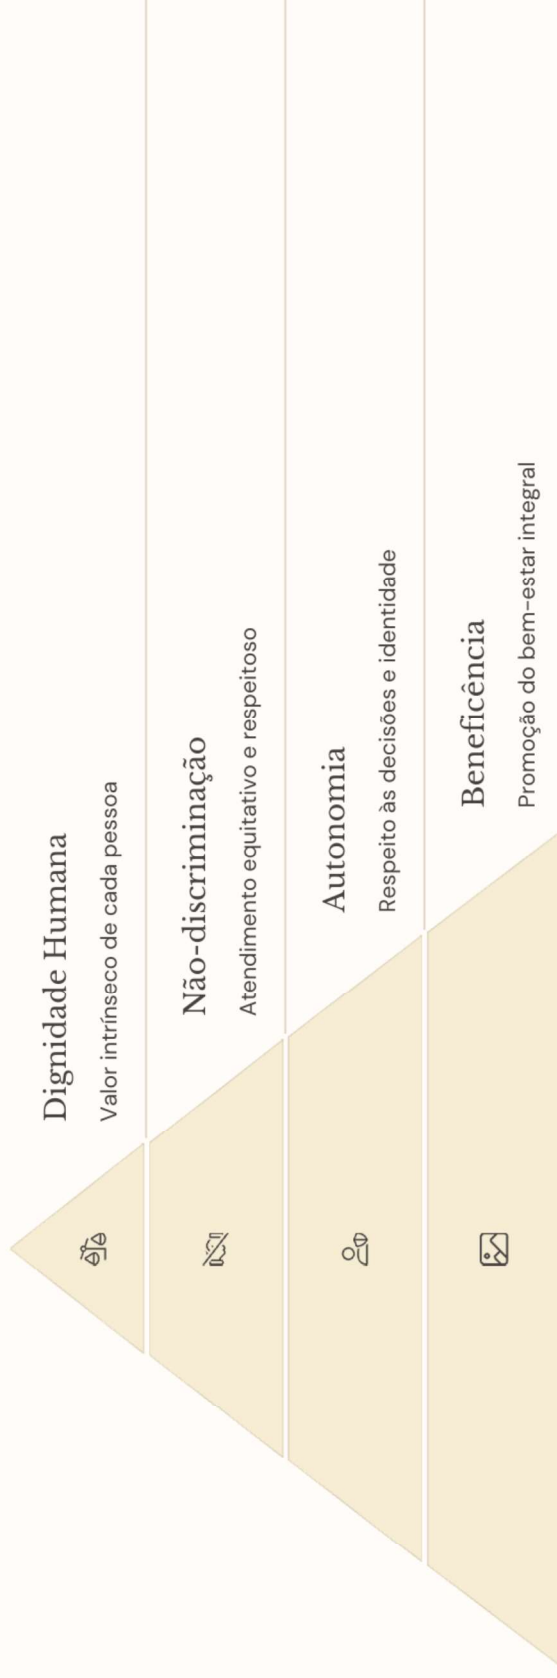 Dignidade Humana
Valor intrínseco de cada pessoa
Não-discriminação
Atendimento equitativo e respeitoso
Autonomia
Respeito às decisões e identidade
Beneficência
Promoção do bem-estar integral